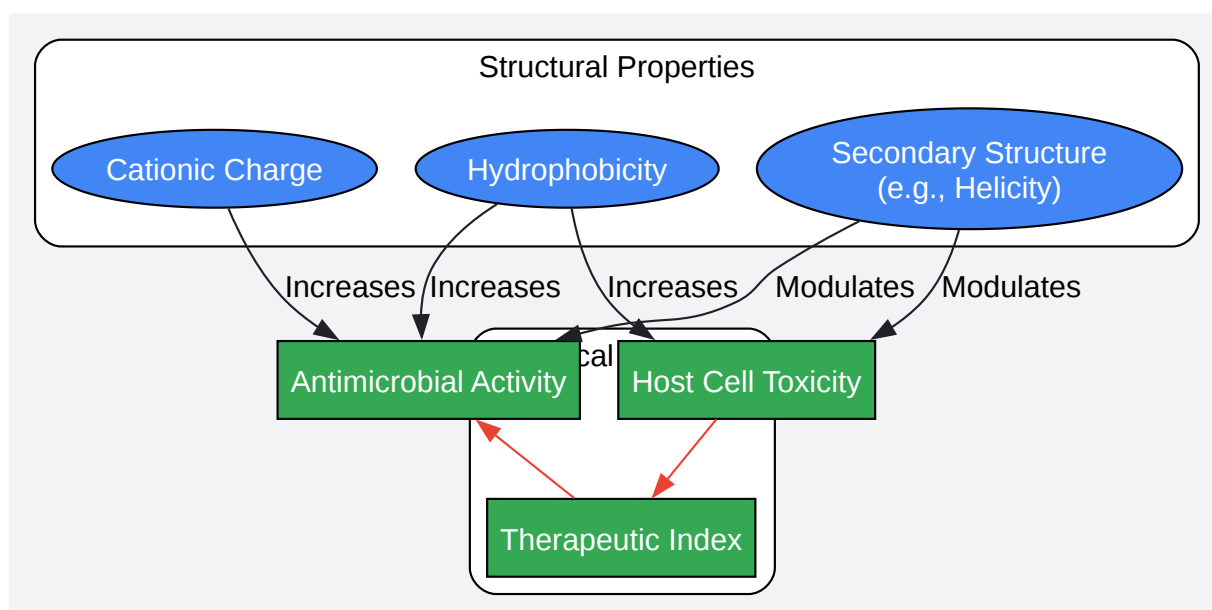 Structural Properties
Cationic Charge
Hydrophobicity
Secondary Structure
(e.g., Helicity)
Increases
Increases
Increases
Modulates
Modulates
Antimicrobial Activity
Host Cell Toxicity
Therapeutic Index